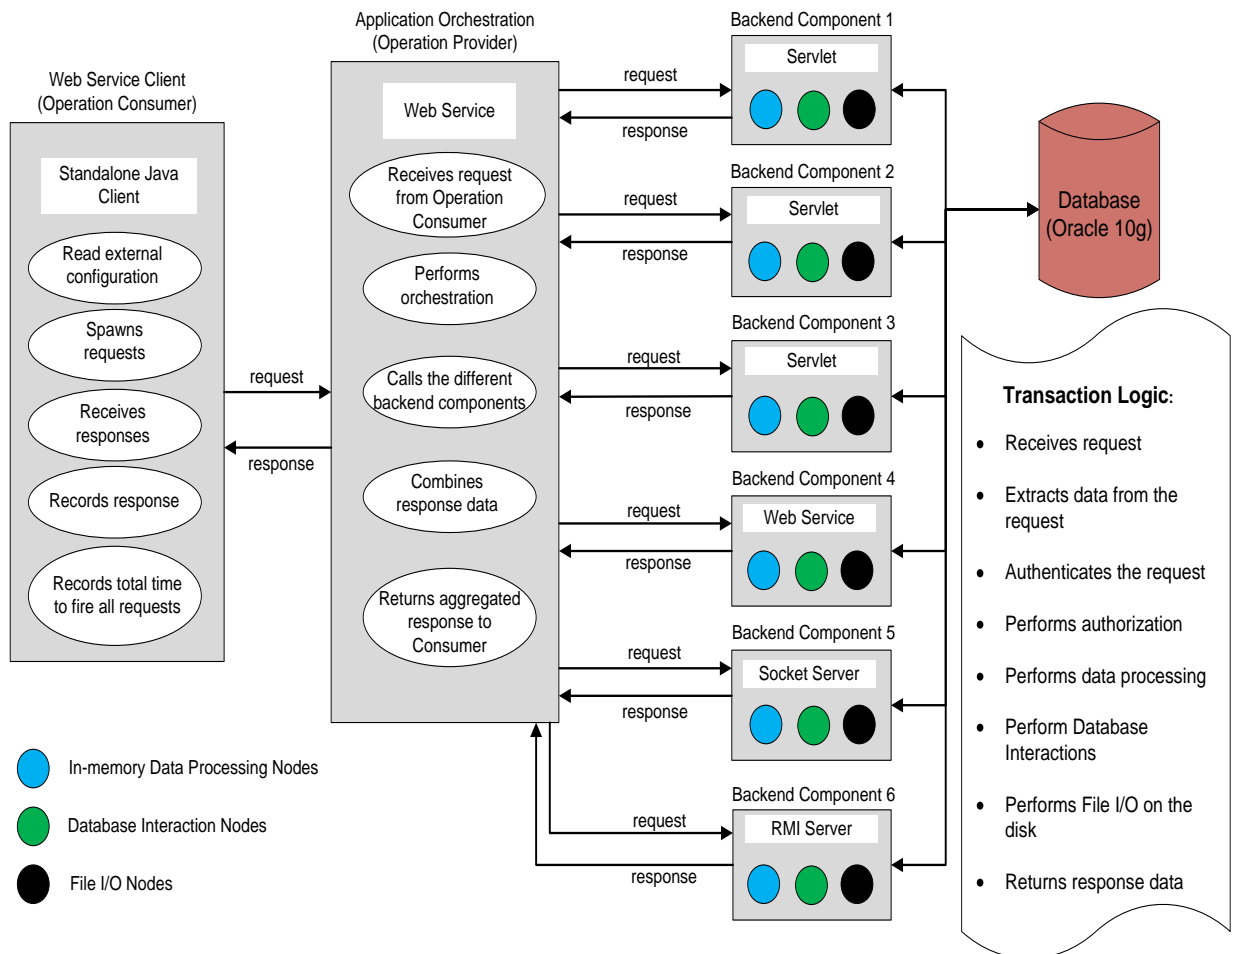 Web Service Client
(Operation Consumer)
Standalone Java
Client
Read external
configuration
Spawns
requests
Receives
responses
Records response
Records total time
to fire all requests
request
response
Application Orchestration
(Operation Provider)
Web Service
Receives request
from Operation
Consumer
Performs
orchestration
Calls the different
backend components
Combines
response data
Returns aggregated
response to
Consumer
request
response
request
response
request
response
request
response
request
response
request
response
Backend Component 1
Servlet
Backend Component 2
Servlet
Backend Component 3
Servlet
Backend Component 4
Web Service
Backend Component 5
Socket Server
Backend Component 6
RMI Server
Database
(Oracle 10g)
Transaction Logic:
• Receives request
• Extracts data from the
request
• Authenticates the request
• Performs authorization
• Performs data processing
• Perform Database
Interactions
• Performs File I/O on the
disk
• Returns response data
In-memory Data Processing Nodes
Database Interaction Nodes
File I/O Nodes